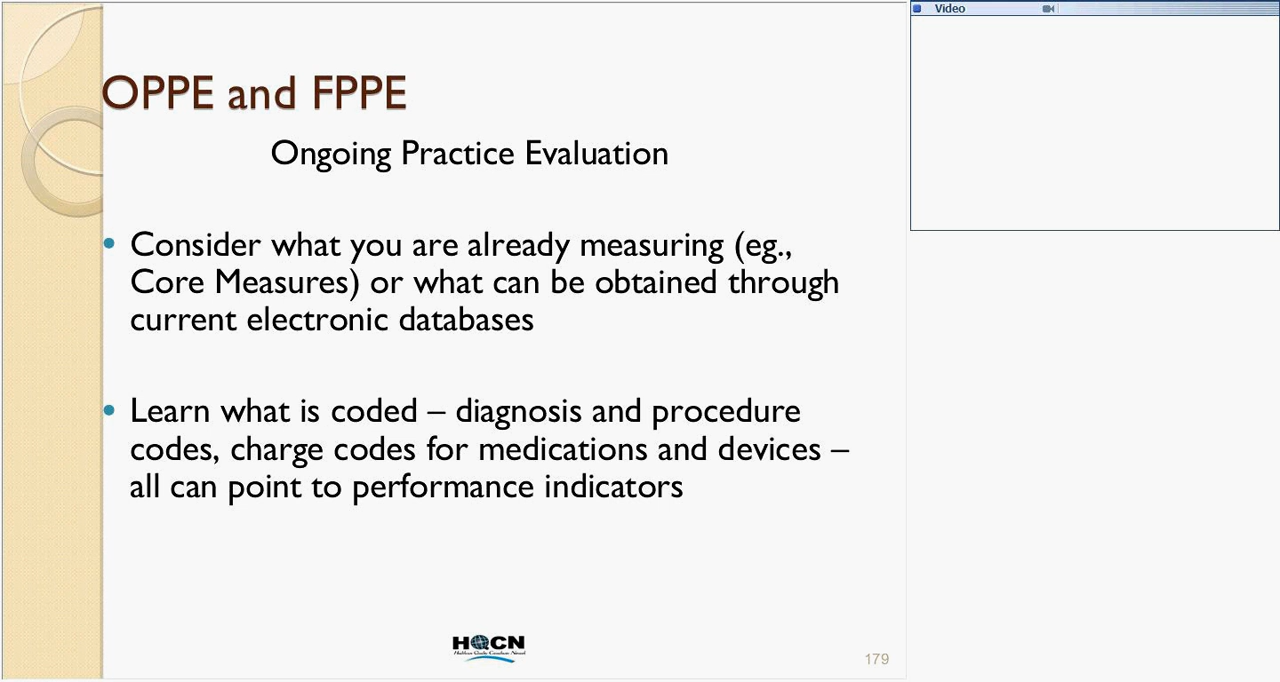 Video
OPPE and FPPE
Ongoing Practice Evaluation
• Consider what you are already measuring (eg.,
Core Measures) or what can be obtained through
current electronic databases
• Learn what is coded – diagnosis and procedure
codes, charge codes for medications and devices –
all can point to performance indicators
HQCN
179